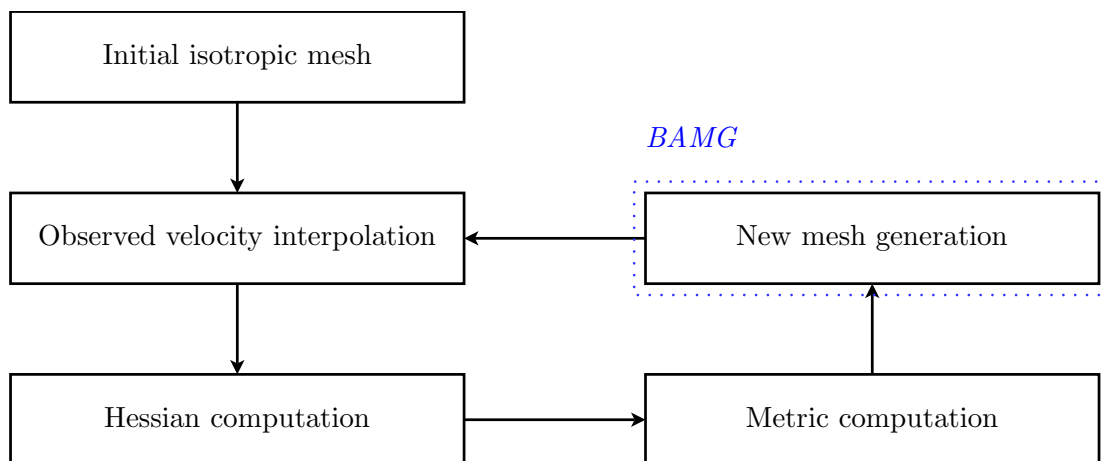 Initial isotropic mesh
BAMG
Observed velocity interpolation
New mesh generation
Hessian computation
Metric computation